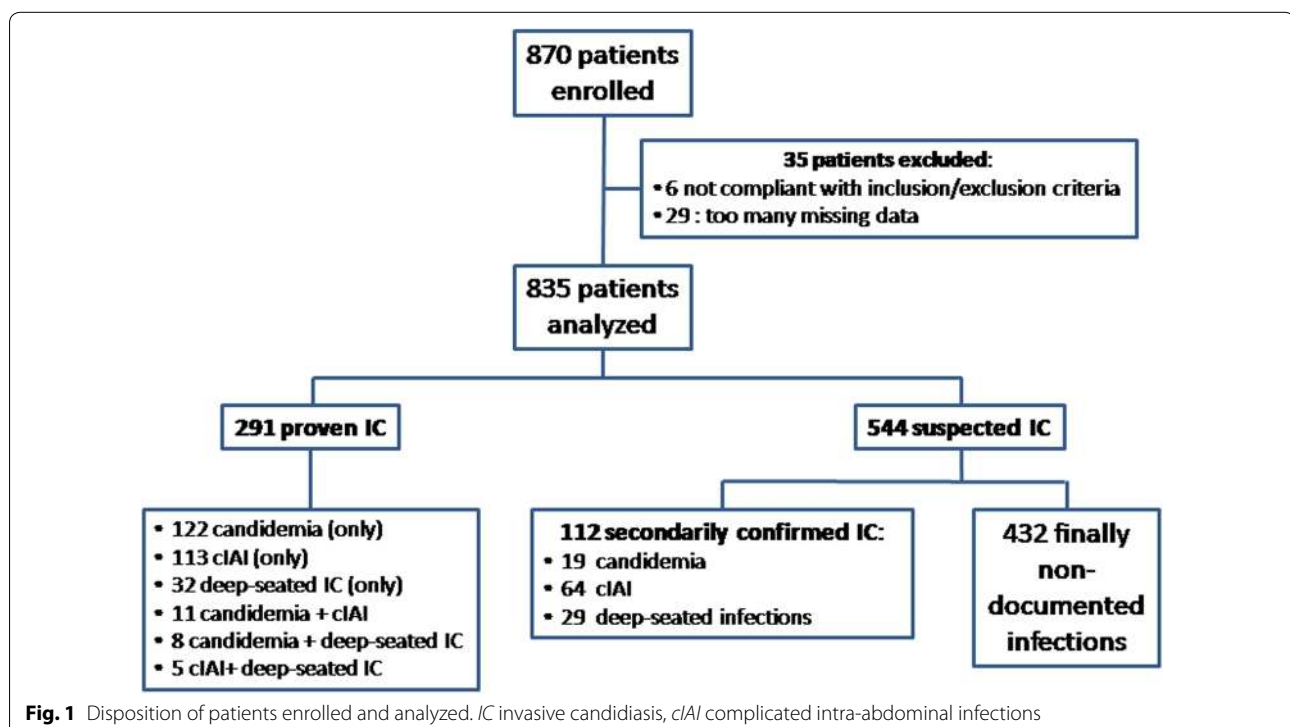 870 patients
enrolled
35 patients excluded:
• 6 not compliant with inclusion/exclusion criteria
• 29 : too many missing data
835 patients
analyzed
291 proven IC
544 suspected IC
• 122 candidemia (only)
• 113 cIAI (only)
• 32 deep-seated IC (only)
• 11 candidemia + cIAI
• 8 candidemia + deep-seated IC
• 5 cIAI+ deep-seated IC
112 secondarily confirmed IC:
• 19 candidemia
• 64 cIAI
• 29 deep-seated infections
432 finally
non-
documented
infections
Fig. 1 Disposition of patients enrolled and analyzed. IC invasive candidiasis, cIAI complicated intra-abdominal infections